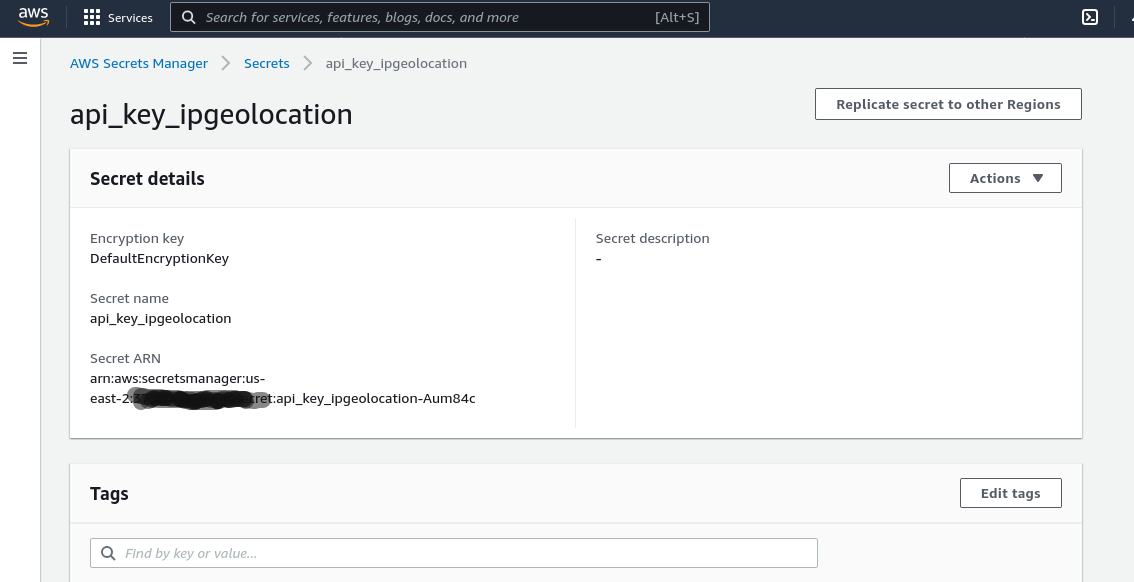 aws
Services
Search for services, features, blogs, docs, and more
[Alt+S]
AWS Secrets Manager
Secrets
api_key_ipgeolocation
api_key_ipgeolocation
Replicate secret to other Regions
Secret details
Actions
Encryption key
DefaultEncryptionKey
Secret name
api_key_ipgeolocation
Secret ARN
arn:aws:secretsmanager:us-
east-2: cret:api_key_ipgeolocation-Aum84c
Secret description
-
Tags
Edit tags
Find by key or value...